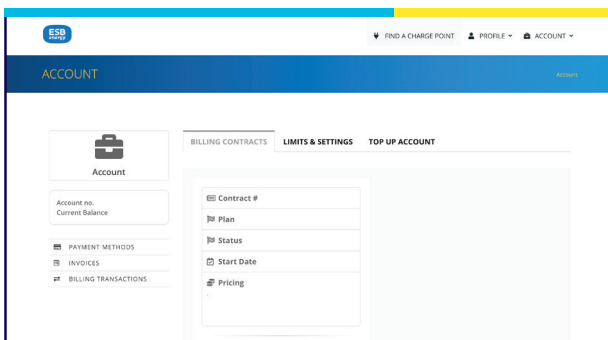 ESB
energy
FIND A CHARGE POINT
PROFILE
ACCOUNT
ACCOUNT
Account
Account
Account no.
Current Balance
PAYMENT METHODS
INVOICES
BILLING TRANSACTIONS
BILLING CONTRACTS
LIMITS & SETTINGS
TOP UP ACCOUNT
Contract #
Plan
Status
Start Date
Pricing